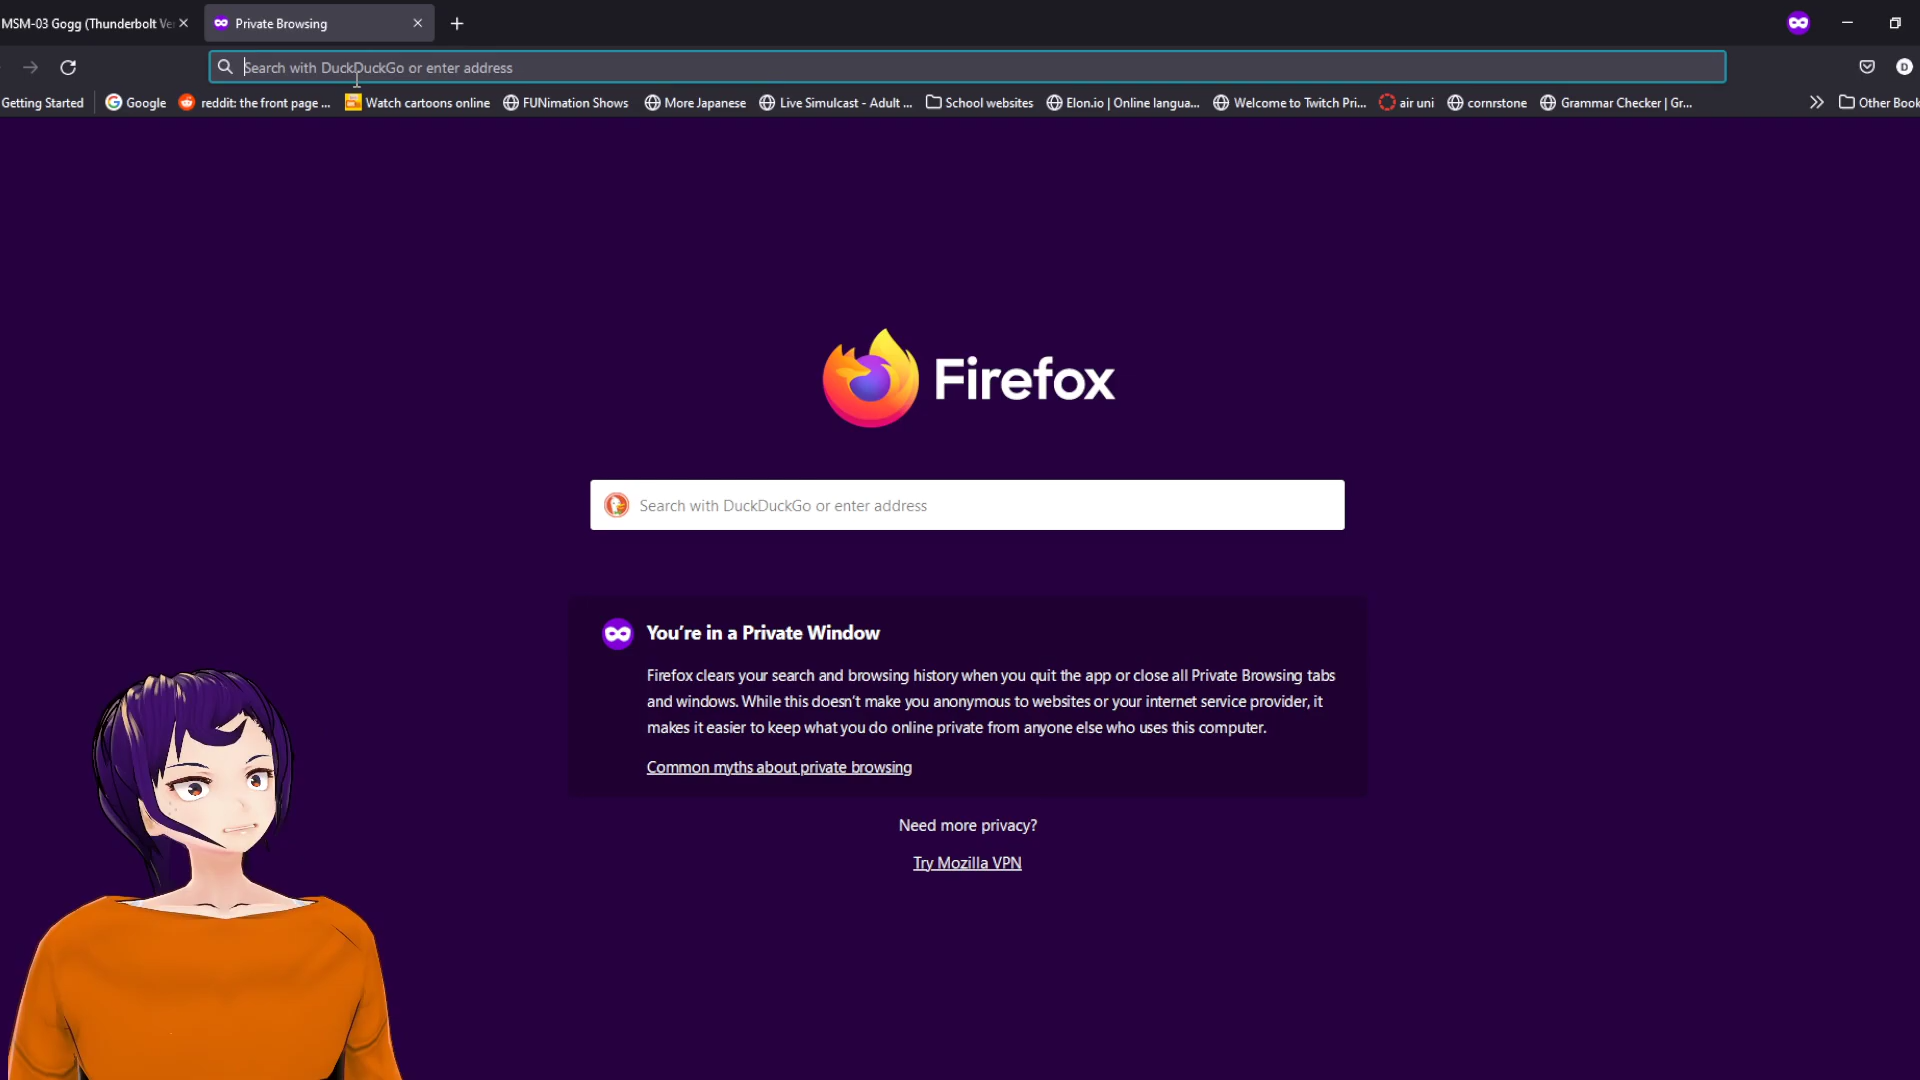 MSM-03 Gogg (Thunderbolt Ve
Private Browsing
Search with DuckDuckGo or enter address
D
Getting Started
Google
reddit: the front page ...
Watch cartoons online
FUNimation Shows
More Japanese
Live Simulcast - Adult ...
School websites
Elon.io | Online langua...
Welcome to Twitch Pri...
air uni
cornrstone
Grammar Checker | Gr...
Other Book
Firefox
Search with DuckDuckGo or enter address
You're in a Private Window
Firefox clears your search and browsing history when you quit the app or close all Private Browsing tabs
and windows. While this doesn't make you anonymous to websites or your internet service provider, it
makes it easier to keep what you do online private from anyone else who uses this computer.
Common myths about private browsing
Need more privacy?
Try Mozilla VPN